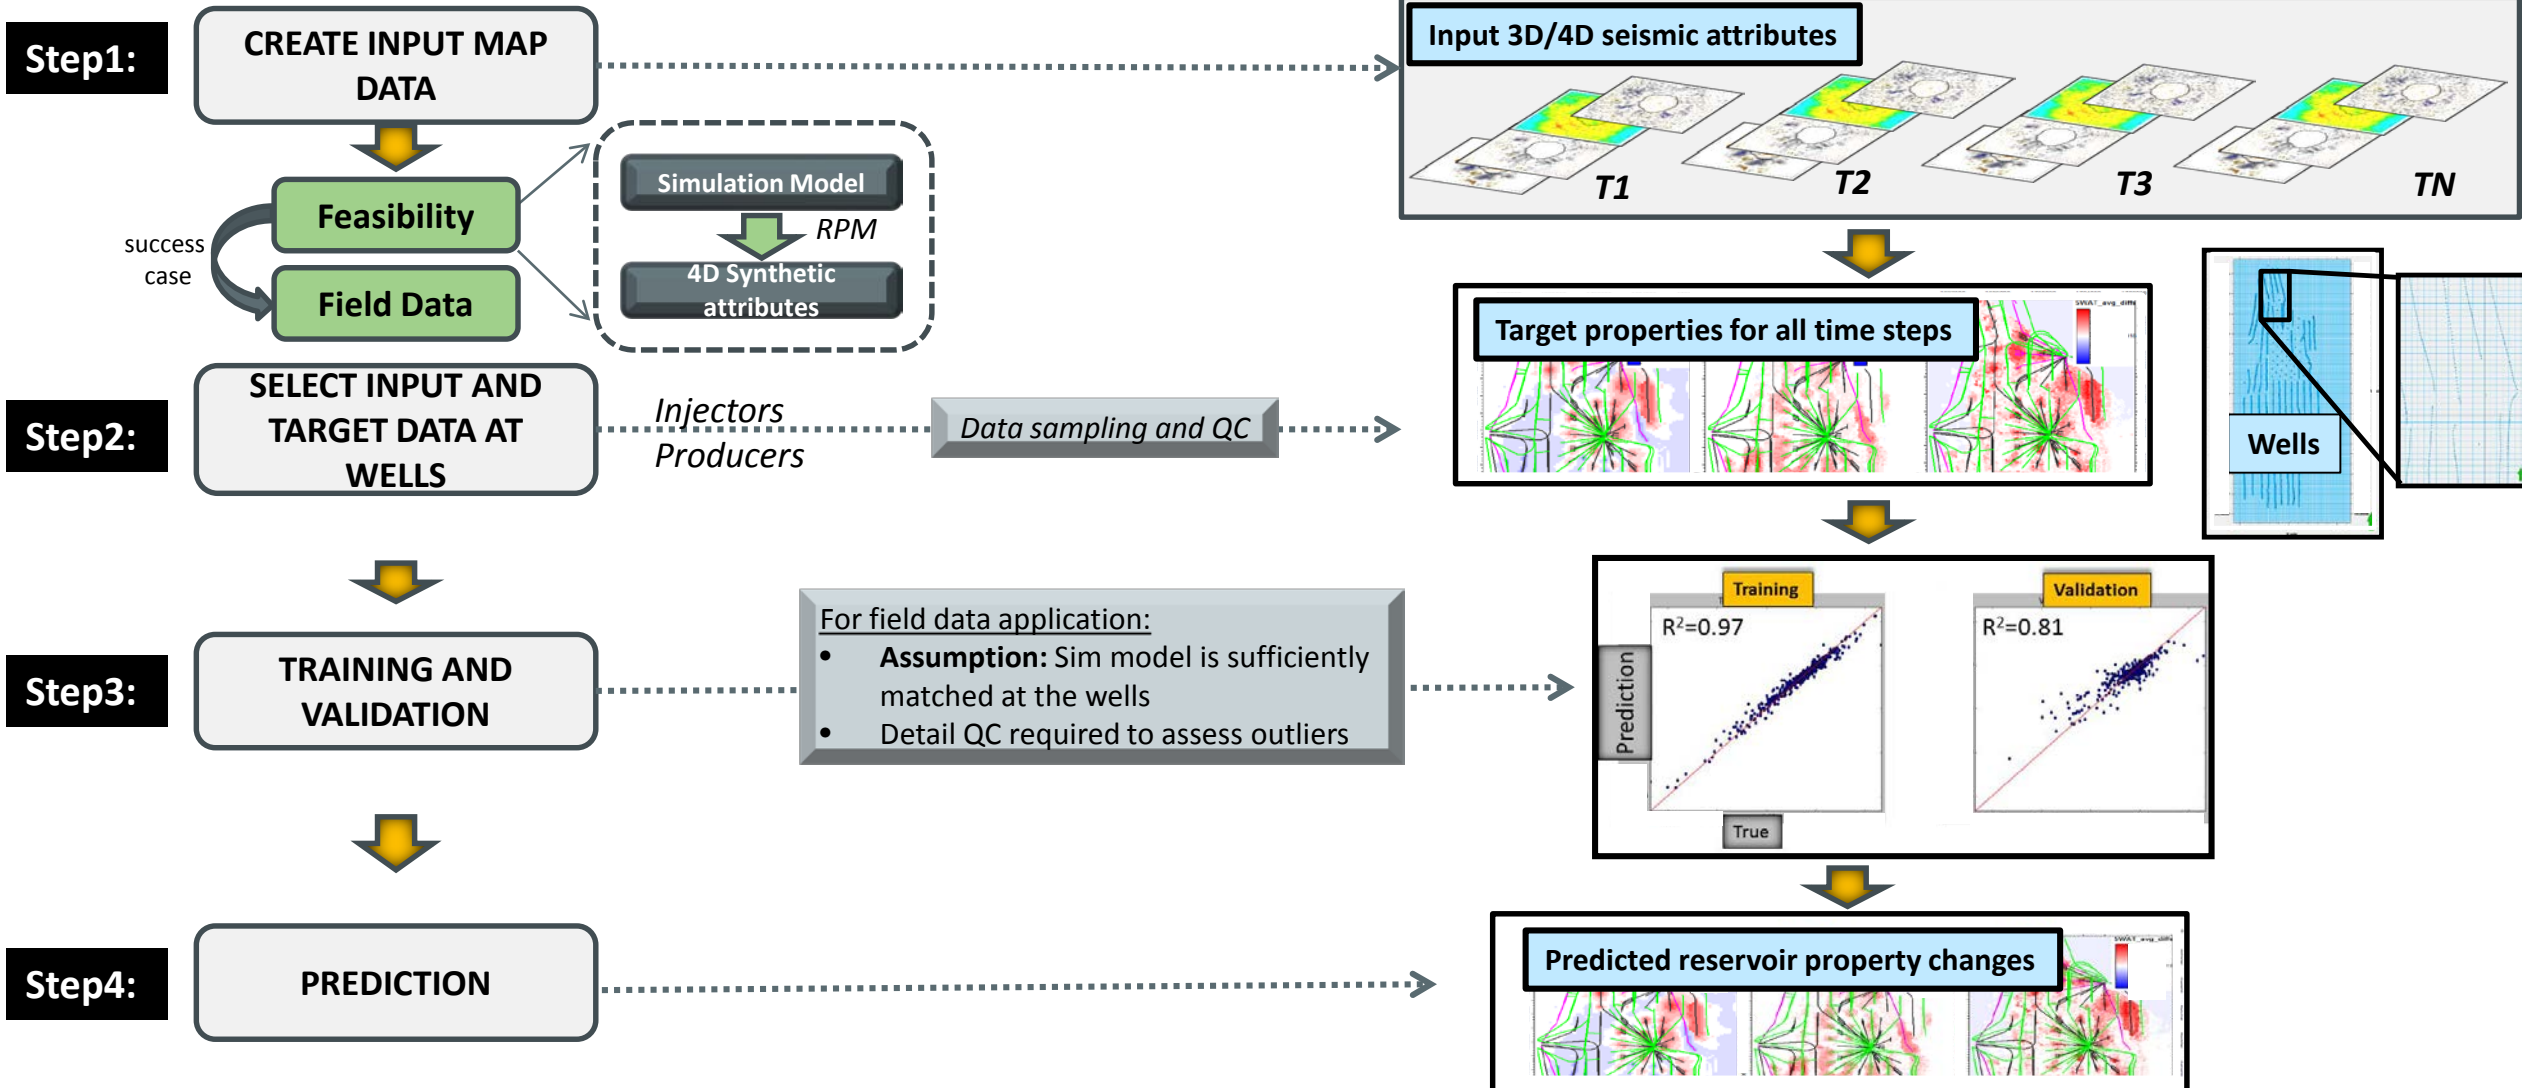 Step1:
CREATE INPUT MAP
DATA
Input 3D/4D seismic attributes
T1
T2
T3
TN
Feasibility
success
case
Field Data
Simulation Model
RPM
4D Synthetic
attributes
Step2:
SELECT INPUT AND
TARGET DATA AT
WELLS
Injectors
Producers
Data sampling and QC
Target properties for all time steps
SWAT_avg_diff
Wells
Step3:
TRAINING AND
VALIDATION
For field data application:
• Assumption: Sim model is sufficiently
matched at the wells
• Detail QC required to assess outliers
Training
R²=0.97
Validation
R²=0.81
Prediction
True
Step4:
PREDICTION
Predicted reservoir property changes
SWAT_avg_diff